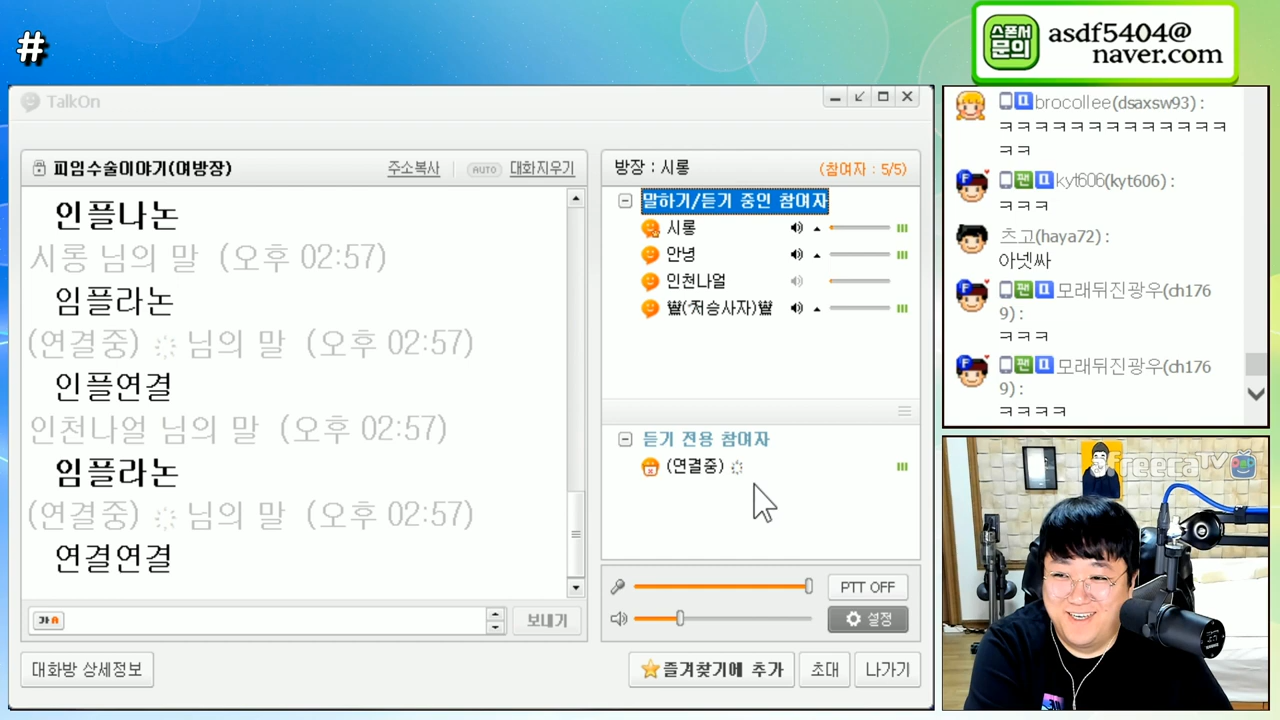 #
스폰서
문의
asdf5404@
naver.com
TalkOn
피임수술이야기(여방장)
주소복사
AUTO
대화지우기
인플나논
시롱 님의 말 (오후 02:57)
임플라논
(연결중) 님의 말 (오후 02:57)
인플연결
인천나얼 님의 말 (오후 02:57)
임플라논
(연결중) 님의 말 (오후 02:57)
연결연결
가A
보내기
대화방 상세정보
방장 : 시롱
(참여자 : 5/5)
말하기/듣기 중인 참여자
시롱
안녕
인천나얼
(저승사자)
듣기 전용 참여자
(연결중)
PTT OFF
설정
즐겨찾기에 추가
초대
나가기
brocollee(dsaxsw93) :
ㅋㅋㅋㅋㅋㅋㅋㅋㅋㅋㅋㅋㅋ
ㅋㅋ
팬 kyt606(kyt606) :
ㅋㅋㅋ
츠고(haya72) :
아넷싸
팬 모래뒤진광우(ch176
9) :
ㅋㅋㅋ
팬 모래뒤진광우(ch176
9) :
ㅋㅋㅋㅋ
afreecaTV